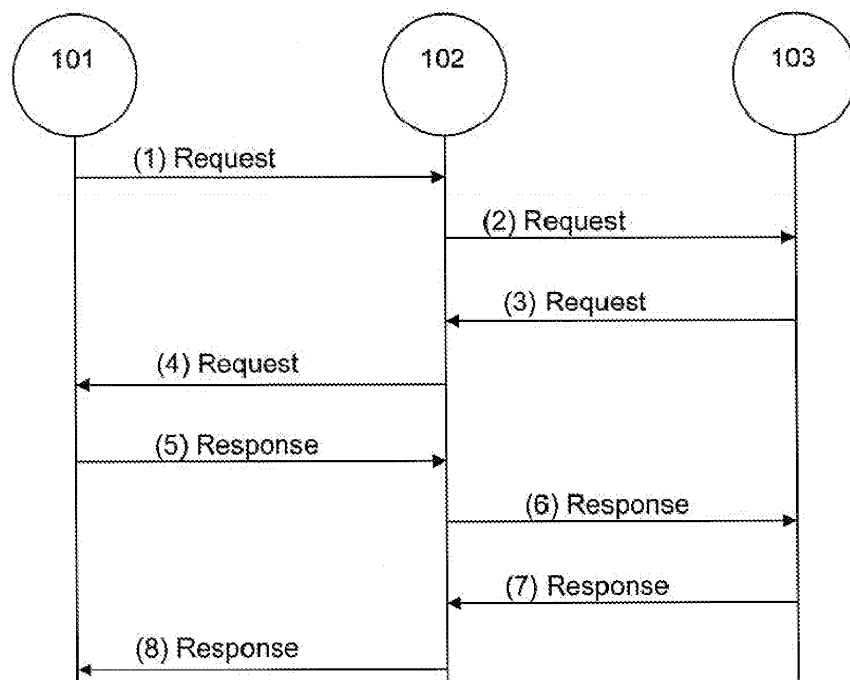 101
102
103
(1) Request
(2) Request
(3) Request
(4) Request
(5) Response
(6) Response
(7) Response
(8) Response